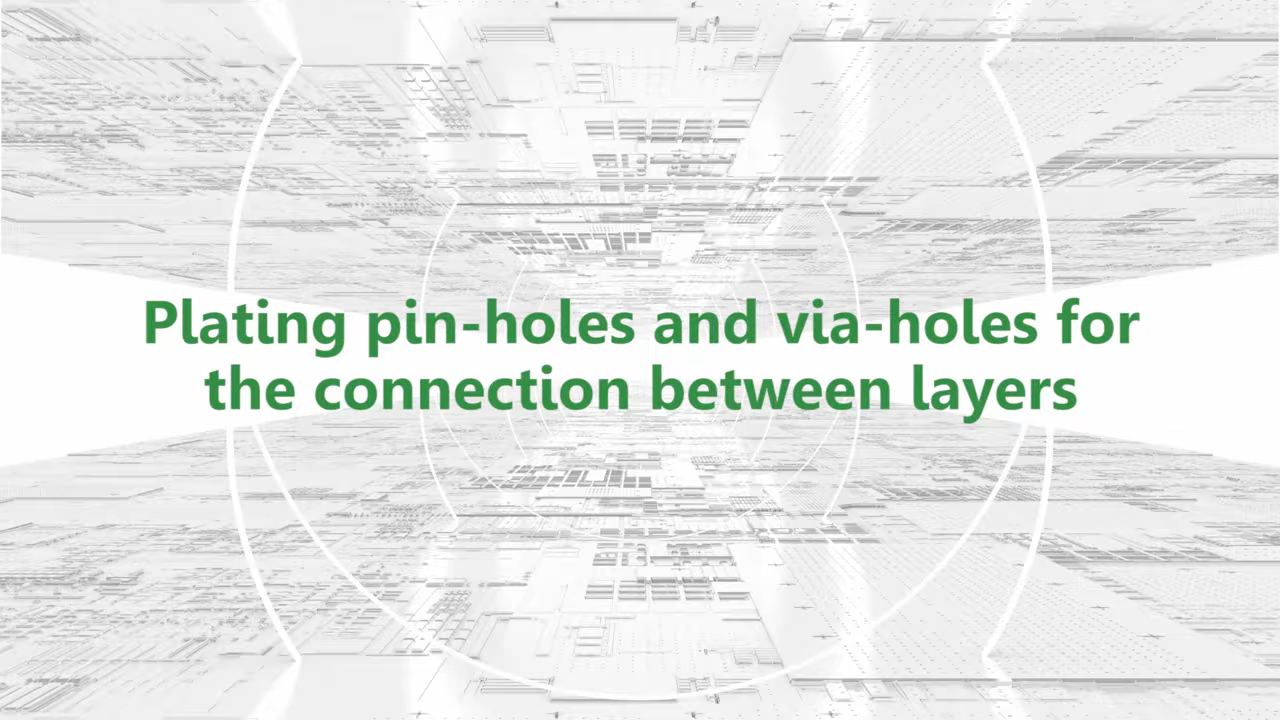 Plating pin-holes and via-holes for
the connection between layers